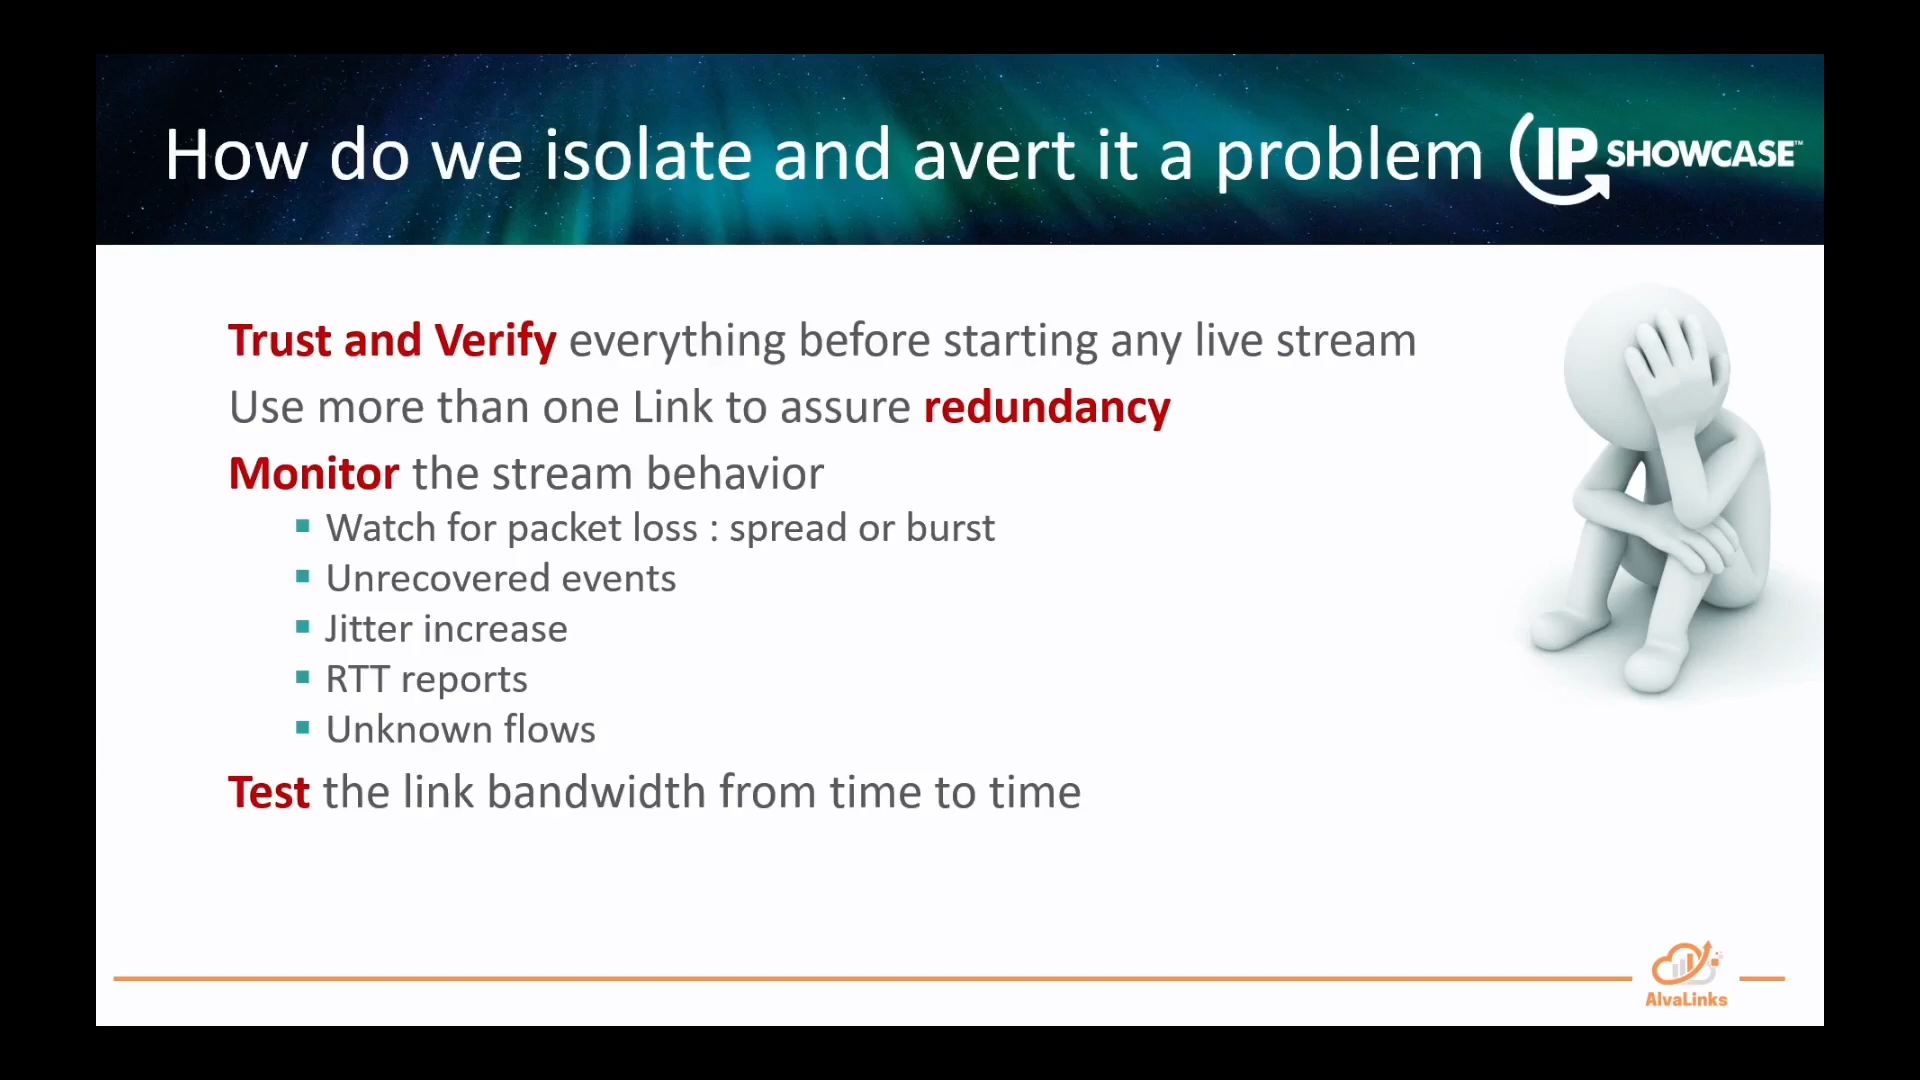 How do we isolate and avert it a problem
IP SHOWCASE™
Trust and Verify everything before starting any live stream
Use more than one Link to assure redundancy
Monitor the stream behavior
Watch for packet loss : spread or burst
Unrecovered events
Jitter increase
RTT reports
Unknown flows
Test the link bandwidth from time to time
AlvaLinks